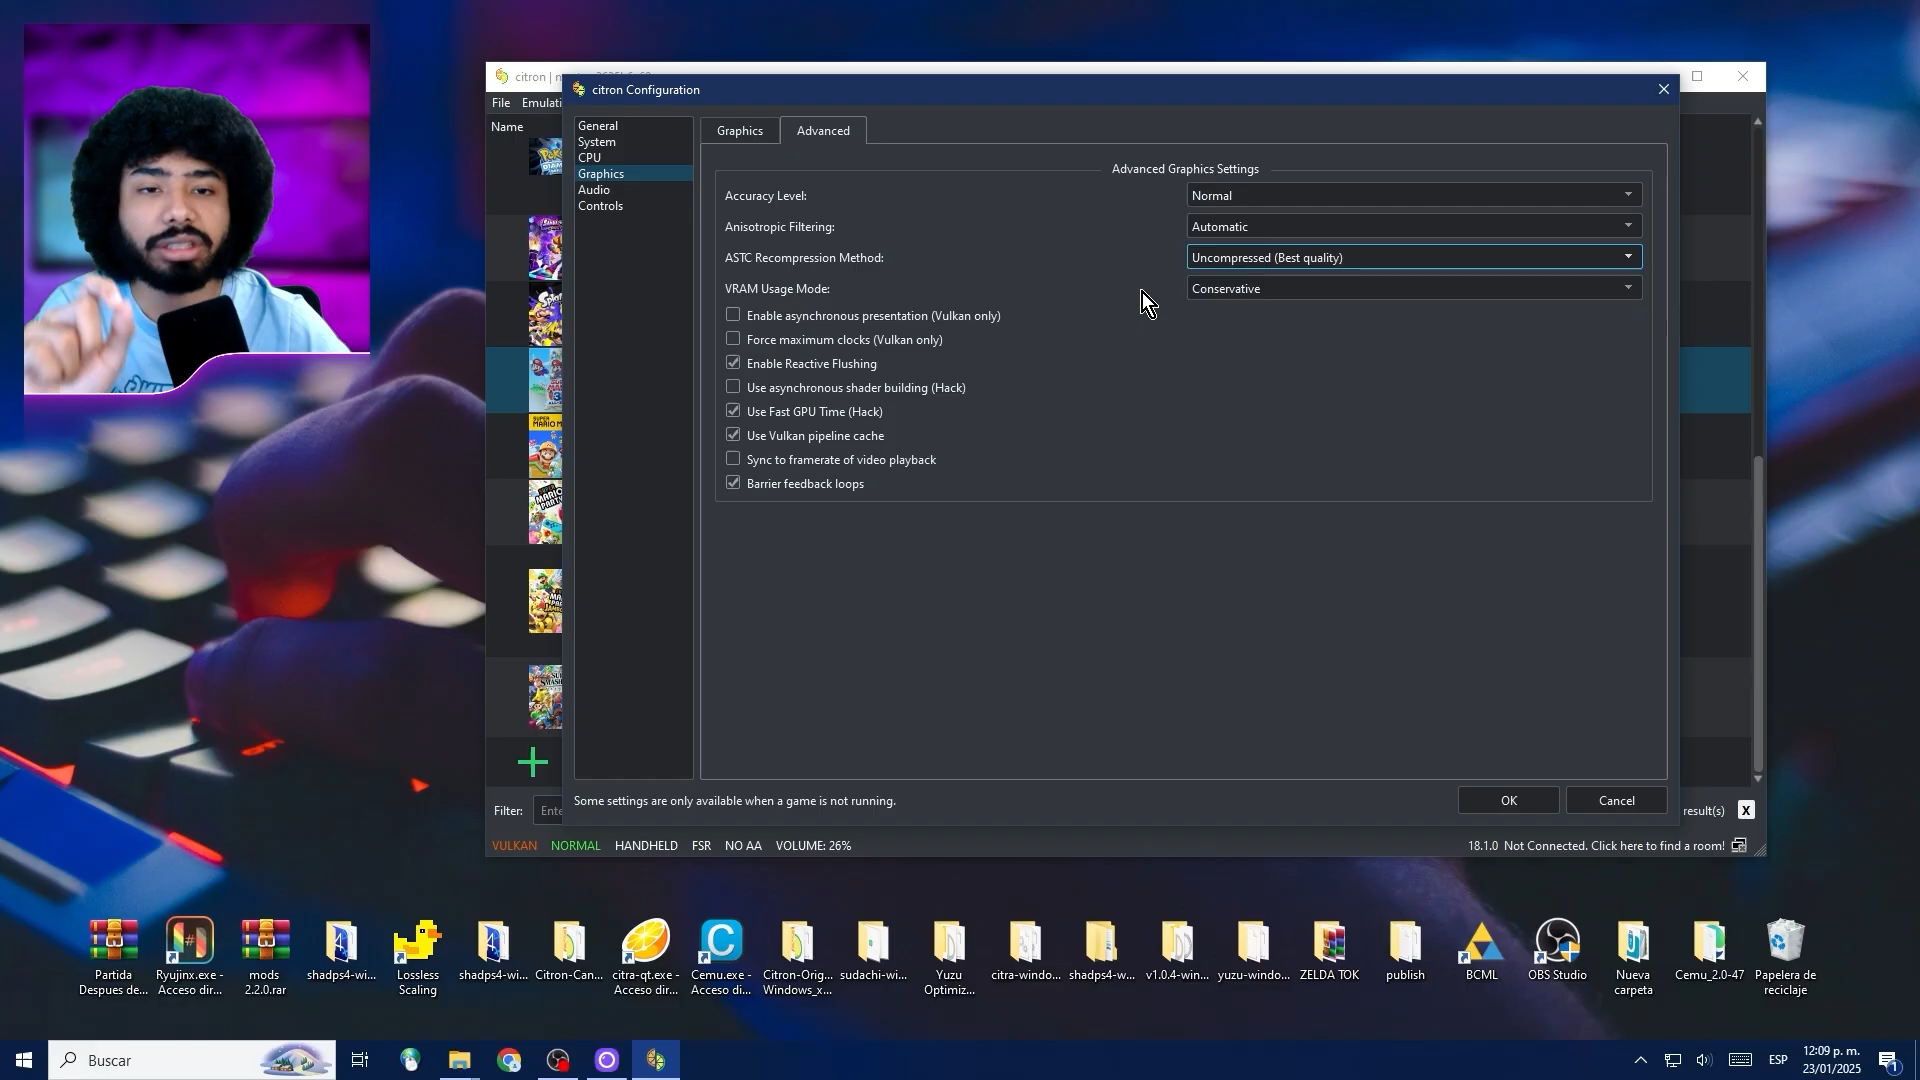 citron |
citron Configuration
File Emulati
Name
General
System
CPU
Graphics
Audio
Controls
Graphics
Advanced
Advanced Graphics Settings
Accuracy Level:
Normal
Anisotropic Filtering:
Automatic
ASTC Recompression Method:
Uncompressed (Best quality)
VRAM Usage Mode:
Conservative
Enable asynchronous presentation (Vulkan only)
Force maximum clocks (Vulkan only)
Enable Reactive Flushing
Use asynchronous shader building (Hack)
Use Fast GPU Time (Hack)
Use Vulkan pipeline cache
Sync to framerate of video playback
Barrier feedback loops
SUPER
MARIO M
MARIO
Some settings are only available when a game is not running.
OK
Cancel
Filter:
Ente
result(s)
X
VULKAN NORMAL HANDHELD FSR NO AA VOLUME: 26%
18.1.0 Not Connected. Click here to find a room!
Partida
Despues de...
Ryujinx.exe -
Acceso dir...
mods
2.2.0.rar
shadps4-wi...
Lossless
Scaling
shadps4-wi...
Citron-Can...
citra-qt.exe -
Acceso dir...
Cemu.exe -
Acceso di...
Citron-Orig...
Windows_x...
sudachi-wi...
Yuzu
Optimiz...
citra-windo...
shadps4-w...
v1.0.4-win...
yuzu-windo...
ZELDA TOK
publish
BCML
OBS Studio
Nueva
carpeta
Cemu_2.0-47
Papelera de
reciclaje
Buscar
ESP
12:09 p. m.
23/01/2025
1